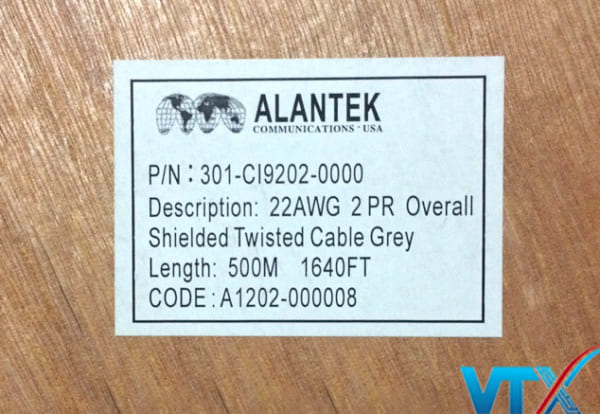 ALANTEK
COMMUNICATIONS · USA
P/N : 301-CI9202-0000
Description: 22AWG 2 PR Overall
Shielded Twisted Cable Grey
Length: 500M 1640FT
CODE : A1202-000008
VTX